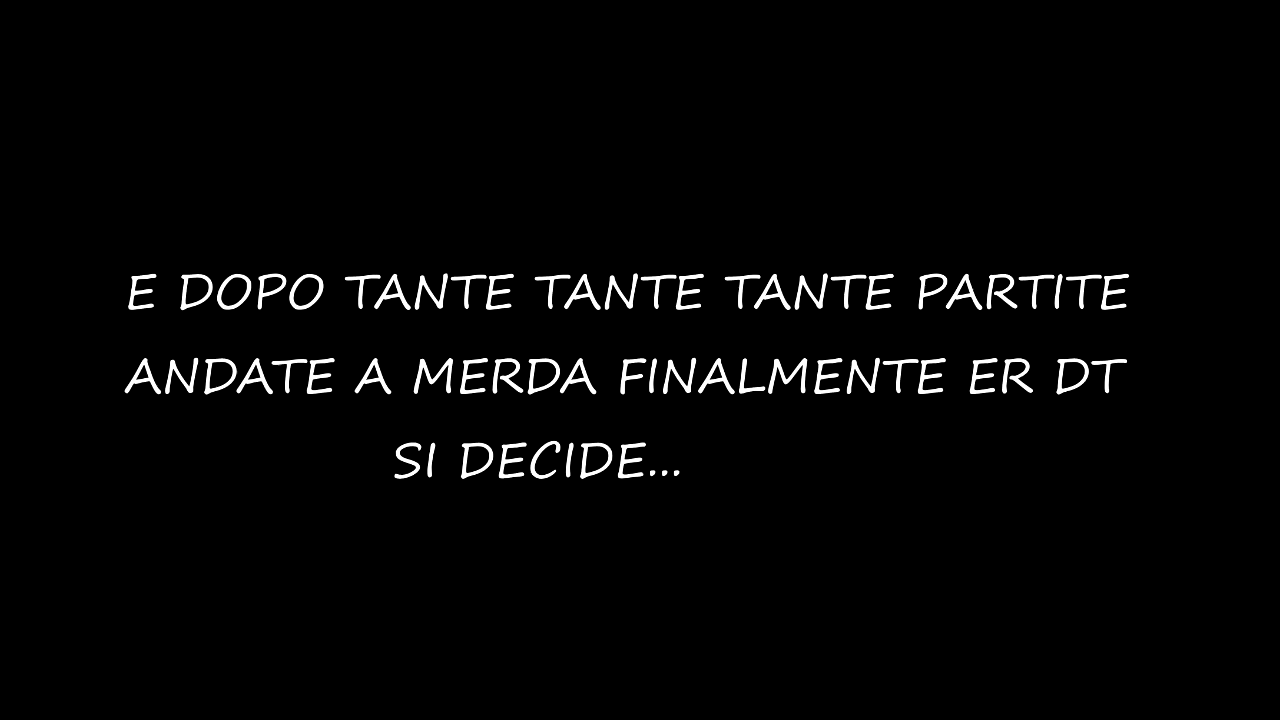 E DOPO TANTE TANTE TANTE PARTITE
ANDATE A MERDA FINALMENTE ER DT
SI DECIDE...